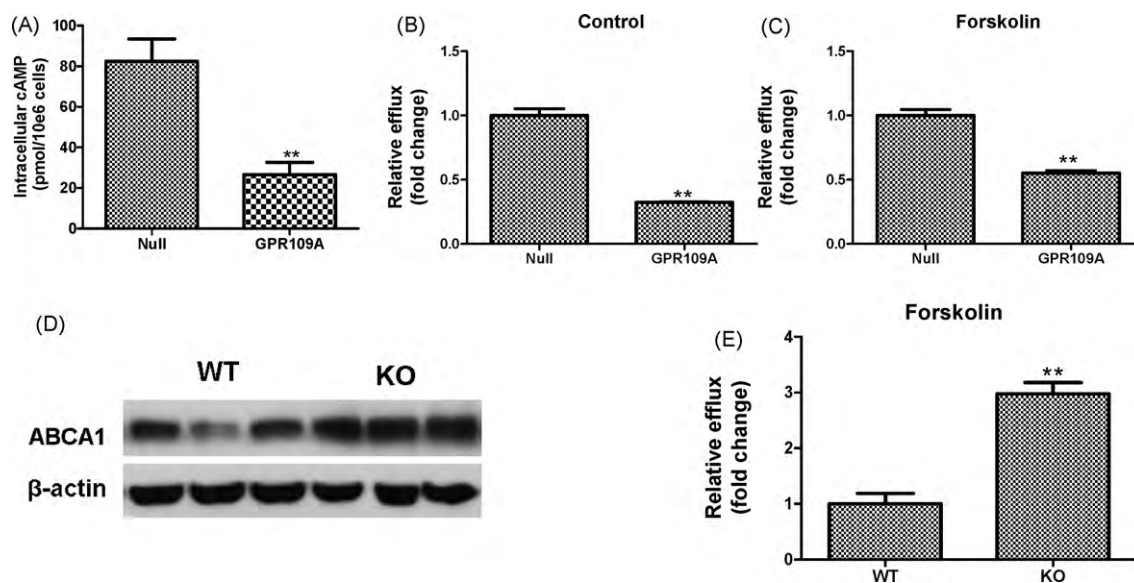 (A)
Intracellular cAMP
(pmol/10e6 cells)
100
80
60
40
20
0
**
Null
GPR109A
(B)
Control
Relative efflux
(fold change)
1.5
1.0
0.5
0.0
**
Null
GPR109A
(C)
Forskolin
Relative efflux
(fold change)
1.5
1.0
0.5
0.0
**
Null
GPR109A
(D)
WT KO
ABCA1
β-actin
(E)
Forskolin
Relative efflux
(fold change)
4
3
2
1
0
**
WT
KO